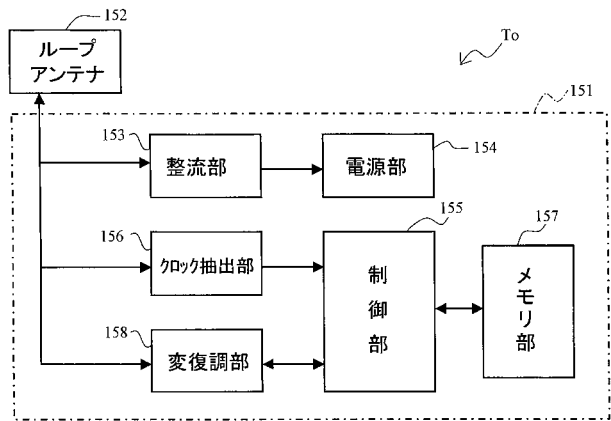 152
ループ
アンテナ
To
151
153
整流部
電源部
154
156
クロック抽出部
155
制
御
部
157
メ
モ
リ
部
158
変復調部